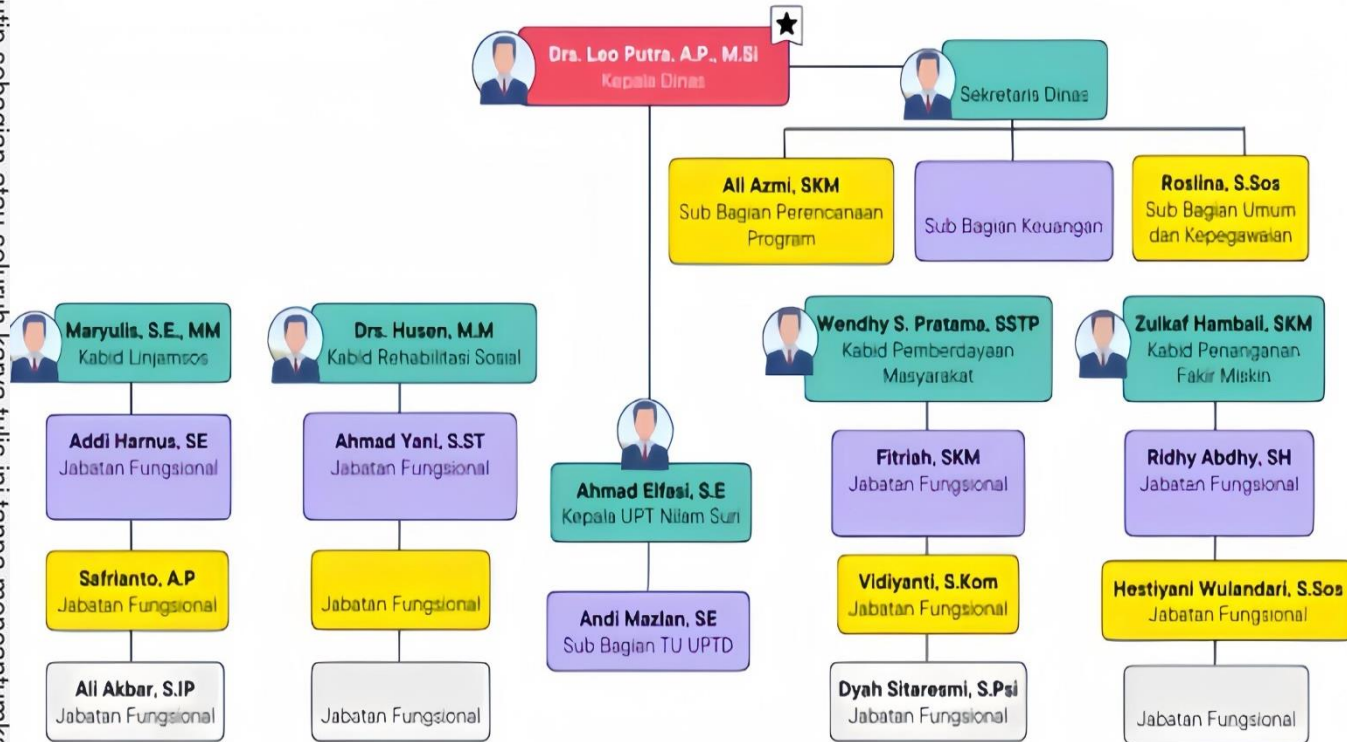 Drs. Leo Putra, A.P., M.Si
Kepala Dinas
Sekretaris Dinas
Ali Azmi, SKM
Sub Bagian Perencanaan
Program
Sub Bagian Keuangan
Roslina, S.Sos
Sub Bagian Umum
dan Kepegawaian
Maryulis, S.E., MM
Kabid Linjamsos
Drs. Husen, M.M
Kabid Rehabilitasi Sosial
Wendhy S. Pratama, SSTP
Kabid Pemberdayaan
Masyarakat
Zulkaf Hambali, SKM
Kabid Penanganan
Fakir Miskin
Addi Harnus, SE
Jabatan Fungsional
Ahmad Yani, S.ST
Jabatan Fungsional
Ahmad Elfasi, S.E
Kepala UPT Nilam Suri
Fitriah, SKM
Jabatan Fungsional
Ridhy Abdhy, SH
Jabatan Fungsional
Safrianto, A.P
Jabatan Fungsional
Jabatan Fungsional
Andi Mazlan, SE
Sub Bagian TU UPTD
Vidiyanti, S.Kom
Jabatan Fungsional
Hestiyani Wulandari, S.Sos
Jabatan Fungsional
Ali Akbar, S.IP
Jabatan Fungsional
Jabatan Fungsional
Dyah Sitaresmi, S.Psi
Jabatan Fungsional
Jabatan Fungsional